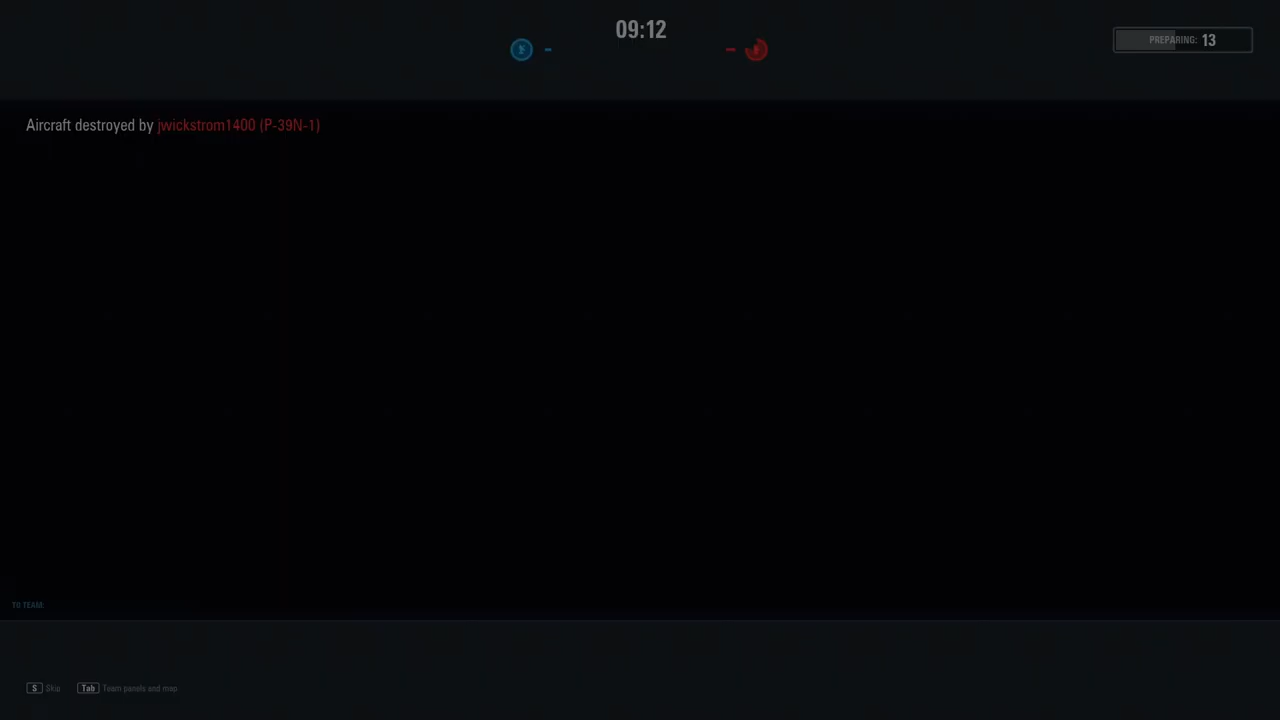 09:12
PREPARING: 13
Aircraft destroyed by jwickstrom1400 (P-39N-1)
TO TEAM:
S Skip Tab Team panels and map